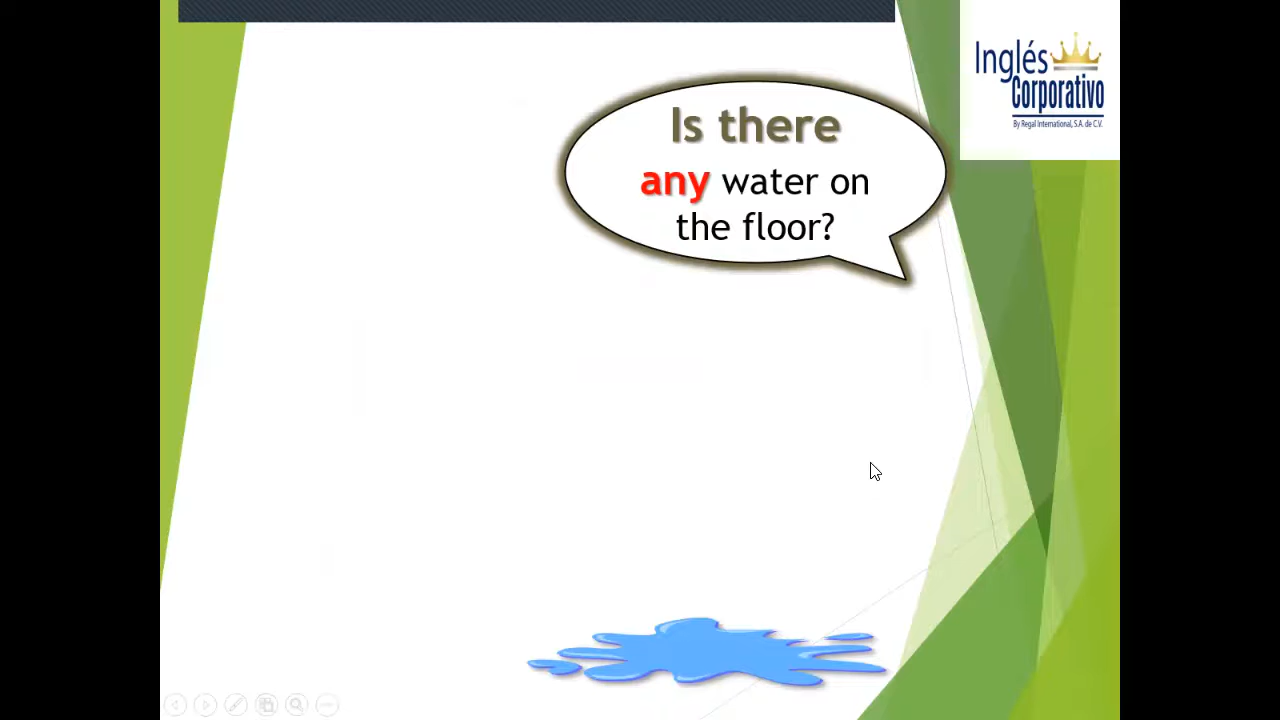 Inglés
Corporativo
By Regal International, S.A. de C.V.
Is there
any water on
the floor?